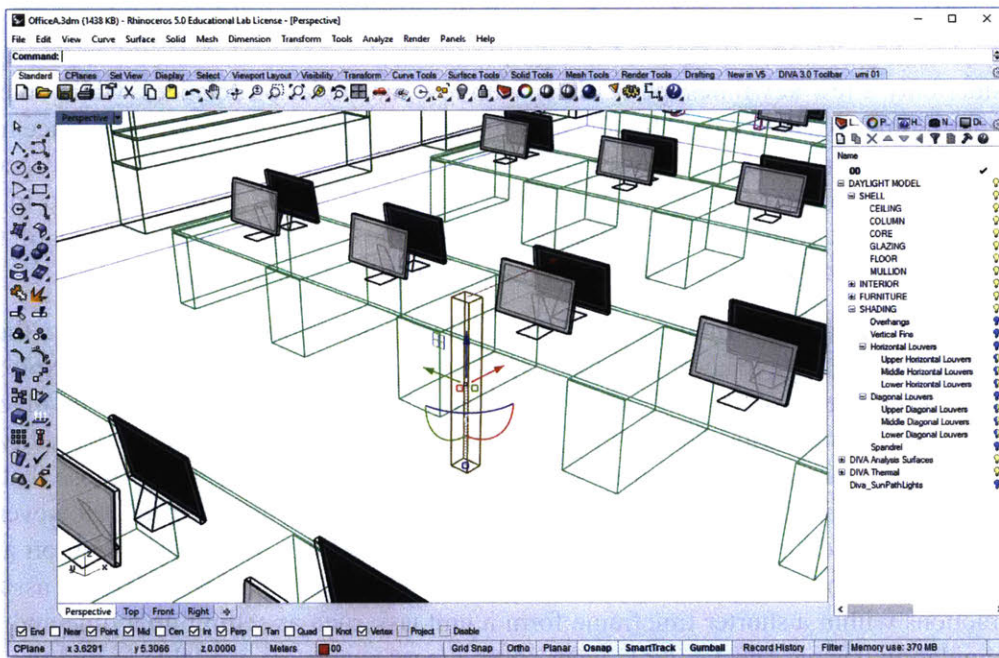 OfficeA.3dm (1438 KB) - Rhinoceros 5.0 Educational Lab License - [Perspective]
File Edit View Curve Surface Solid Mesh Dimension Transform Tools Analyze Render Panels Help
Command:
Standard CPlanes Set View Display Select Viewport Layout Visibility Transform Curve Tools Surface Tools Solid Tools Mesh Tools Render Tools Drafting New in V5 DIVA 3.0 Toolbar umi 01
Perspective
L.. P.. H.. N.. Di..
Name
00
DAYLIGHT MODEL
SHELL
CEILING
COLUMN
CORE
GLAZING
FLOOR
MULLION
INTERIOR
FURNITURE
SHADING
Overhangs
Vertical Fins
Horizontal Louvers
Upper Horizontal Louvers
Middle Horizontal Louvers
Lower Horizontal Louvers
Diagonal Louvers
Upper Diagonal Louvers
Middle Diagonal Louvers
Lower Diagonal Louvers
Spandrel
DIVA Analysis Surfaces
DIVA Thermal
Diva_SunPathLights
z
y x
Perspective Top Front Right
End Near Point Mid Cen Int Perp Tan Quad Knot Vertex Project Disable
CPlane x 3.6291 y 5.3066 z 0.0000 Meters 00 Grid Snap Ortho Planar Osnap SmartTrack Gumball Record History Filter Memory use: 370 MB